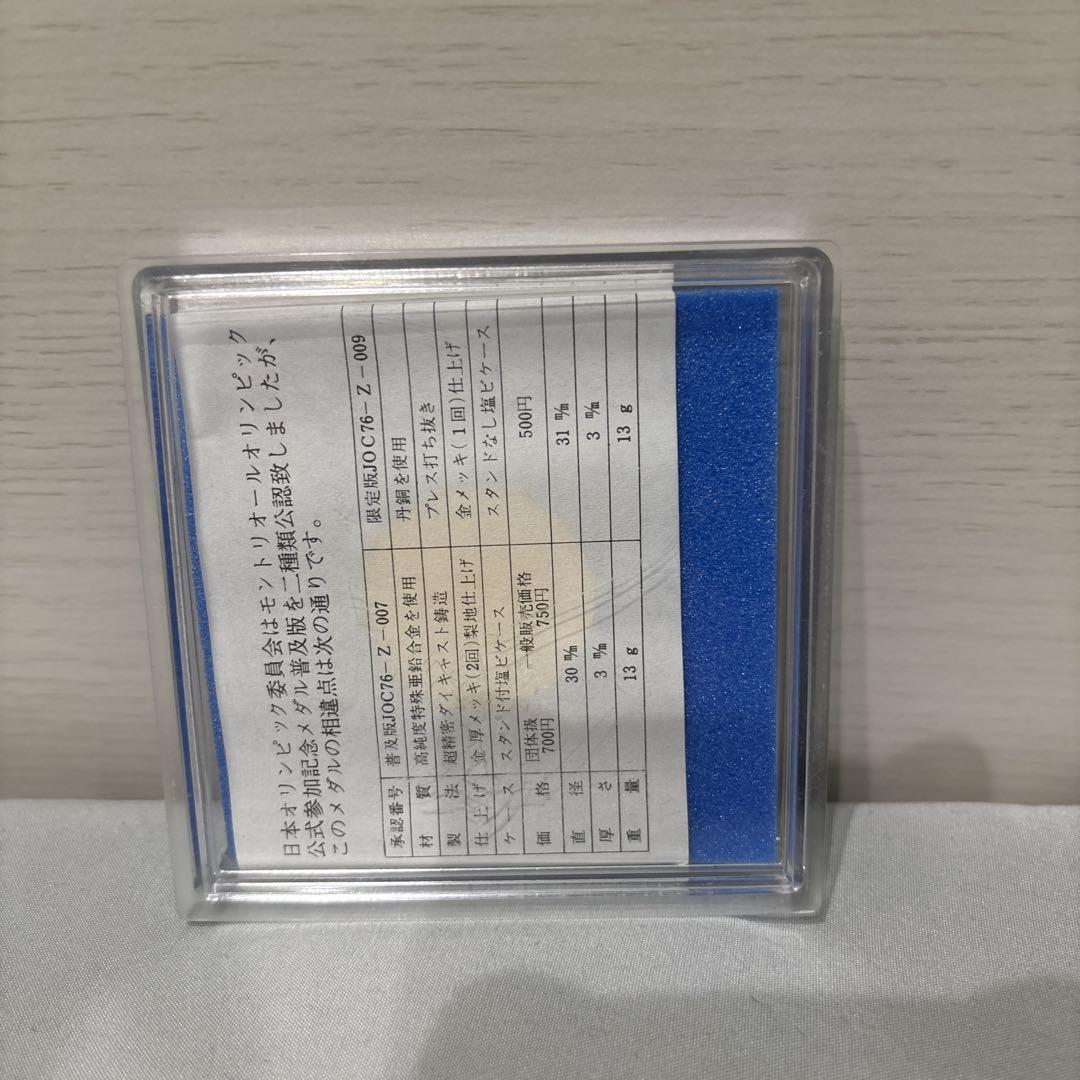 日本オリンピック委員会はモントリオールオリンピック
公式参加記念メダル普及版を二種類公認致しましたが、
このメダルの相違点は次の通りです。
承認番号 普及版JOC76-Z-007 限定版JOC76-Z-009
材質 高純度特殊亜鉛合金を使用 丹銅を使用
製法 超精密ダイキャスト鋳造 プレス打ち抜き
仕上げ 金厚メッキ(2回)梨地仕上げ 金メッキ(1回)仕上げ
ケース スタンド付塩ビケース スタンドなし塩ビケース
価格 団体扱 700円 一般販売価格 750円 500円
直径 30㎜ 31㎜
厚さ 3㎜ 3㎜
重量 13g 13g